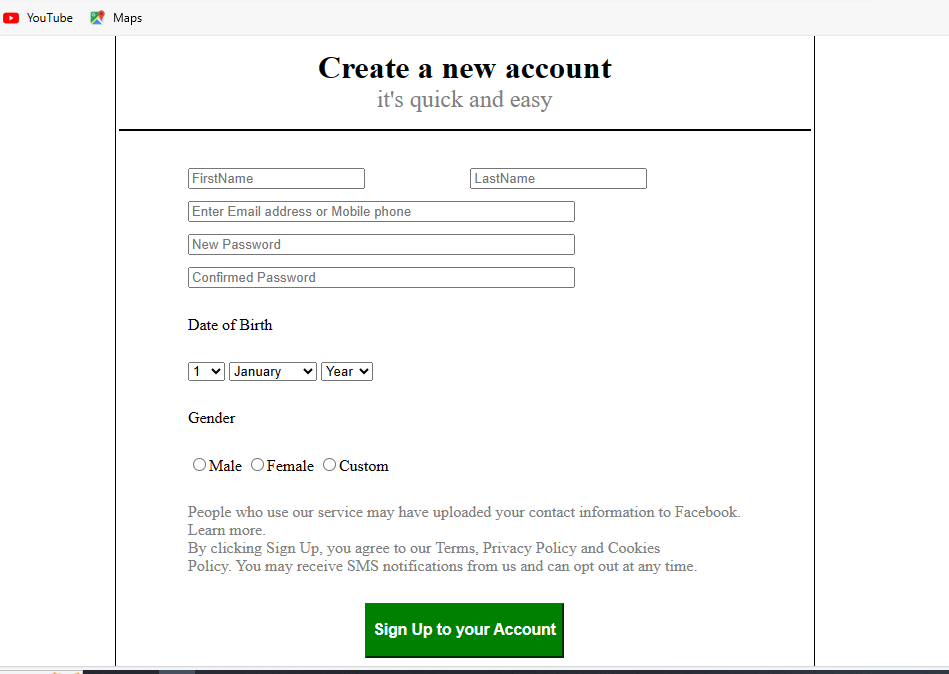 YouTube Maps
Create a new account
it's quick and easy
FirstName LastName
Enter Email address or Mobile phone
New Password
Confirmed Password
Date of Birth
1 January Year
Gender
Male Female Custom
People who use our service may have uploaded your contact information to Facebook.
Learn more.
By clicking Sign Up, you agree to our Terms, Privacy Policy and Cookies
Policy. You may receive SMS notifications from us and can opt out at any time.
Sign Up to your Account